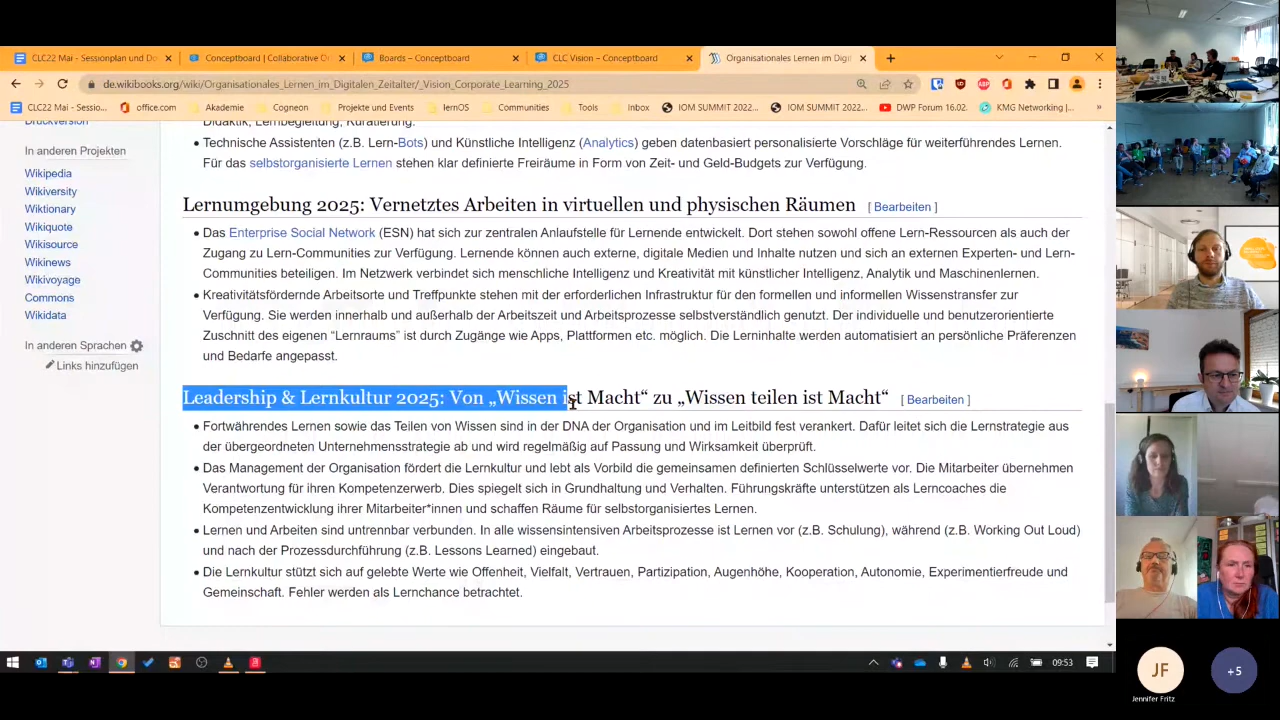 CLC22 Mai - Sessionplan und Do
Conceptboard | Collaborative On
Boards – Conceptboard
CLC Vision – Conceptboard
Organisationales Lernen im Digit
de.wikibooks.org/wiki/Organisationales_Lernen_im_Digitalen_Zeitalter/_Vision_Corporate_Learning_2025
CLC22 Mai - Sessio...
office.com
Akademie
Cogneon
Projekte und Events
lernOS
Communities
Tools
Inbox
IOM SUMMIT 2022...
IOM SUMMIT 2022...
DWP Forum 16.02.
KMG Networking |...
»
Druckversion
In anderen Projekten
Wikipedia
Wikiversity
Wiktionary
Wikiquote
Wikisource
Wikinews
Wikivoyage
Commons
Wikidata
In anderen Sprachen
Links hinzufügen
Didaktik, Lernbegleitung, Kuratierung.
Technische Assistenten (z.B. Lern-Bots) und Künstliche Intelligenz (Analytics) geben datenbasiert personalisierte Vorschläge für weiterführendes Lernen.
Für das selbstorganisierte Lernen stehen klar definierte Freiräume in Form von Zeit- und Geld-Budgets zur Verfügung.
Lernumgebung 2025: Vernetztes Arbeiten in virtuellen und physischen Räumen [ Bearbeiten ]
Das Enterprise Social Network (ESN) hat sich zur zentralen Anlaufstelle für Lernende entwickelt. Dort stehen sowohl offene Lern-Ressourcen als auch der
Zugang zu Lern-Communities zur Verfügung. Lernende können auch externe, digitale Medien und Inhalte nutzen und sich an externen Experten- und Lern-
Communities beteiligen. Im Netzwerk verbindet sich menschliche Intelligenz und Kreativität mit künstlicher Intelligenz, Analytik und Maschinenlernen.
Kreativitätsfördernde Arbeitsorte und Treffpunkte stehen mit der erforderlichen Infrastruktur für den formellen und informellen Wissenstransfer zur
Verfügung. Sie werden innerhalb und außerhalb der Arbeitszeit und Arbeitsprozesse selbstverständlich genutzt. Der individuelle und benutzerorientierte
Zuschnitt des eigenen “Lernraums” ist durch Zugänge wie Apps, Plattformen etc. möglich. Die Lerninhalte werden automatisiert an persönliche Präferenzen
und Bedarfe angepasst.
Leadership & Lernkultur 2025: Von „Wissen ist Macht“ zu „Wissen teilen ist Macht“ [ Bearbeiten ]
Fortwährendes Lernen sowie das Teilen von Wissen sind in der DNA der Organisation und im Leitbild fest verankert. Dafür leitet sich die Lernstrategie aus
der übergeordneten Unternehmensstrategie ab und wird regelmäßig auf Passung und Wirksamkeit überprüft.
Das Management der Organisation fördert die Lernkultur und lebt als Vorbild die gemeinsamen definierten Schlüsselwerte vor. Die Mitarbeiter übernehmen
Verantwortung für ihren Kompetenzerwerb. Dies spiegelt sich in Grundhaltung und Verhalten. Führungskräfte unterstützen als Lerncoaches die
Kompetenzentwicklung ihrer Mitarbeiter*innen und schaffen Räume für selbstorganisiertes Lernen.
Lernen und Arbeiten sind untrennbar verbunden. In alle wissensintensiven Arbeitsprozesse ist Lernen vor (z.B. Schulung), während (z.B. Working Out Loud)
und nach der Prozessdurchführung (z.B. Lessons Learned) eingebaut.
Die Lernkultur stützt sich auf gelebte Werte wie Offenheit, Vielfalt, Vertrauen, Partizipation, Augenhöhe, Kooperation, Autonomie, Experimentierfreude und
Gemeinschaft. Fehler werden als Lernchance betrachtet.
09:53
JF
Jennifer Fritz
+5